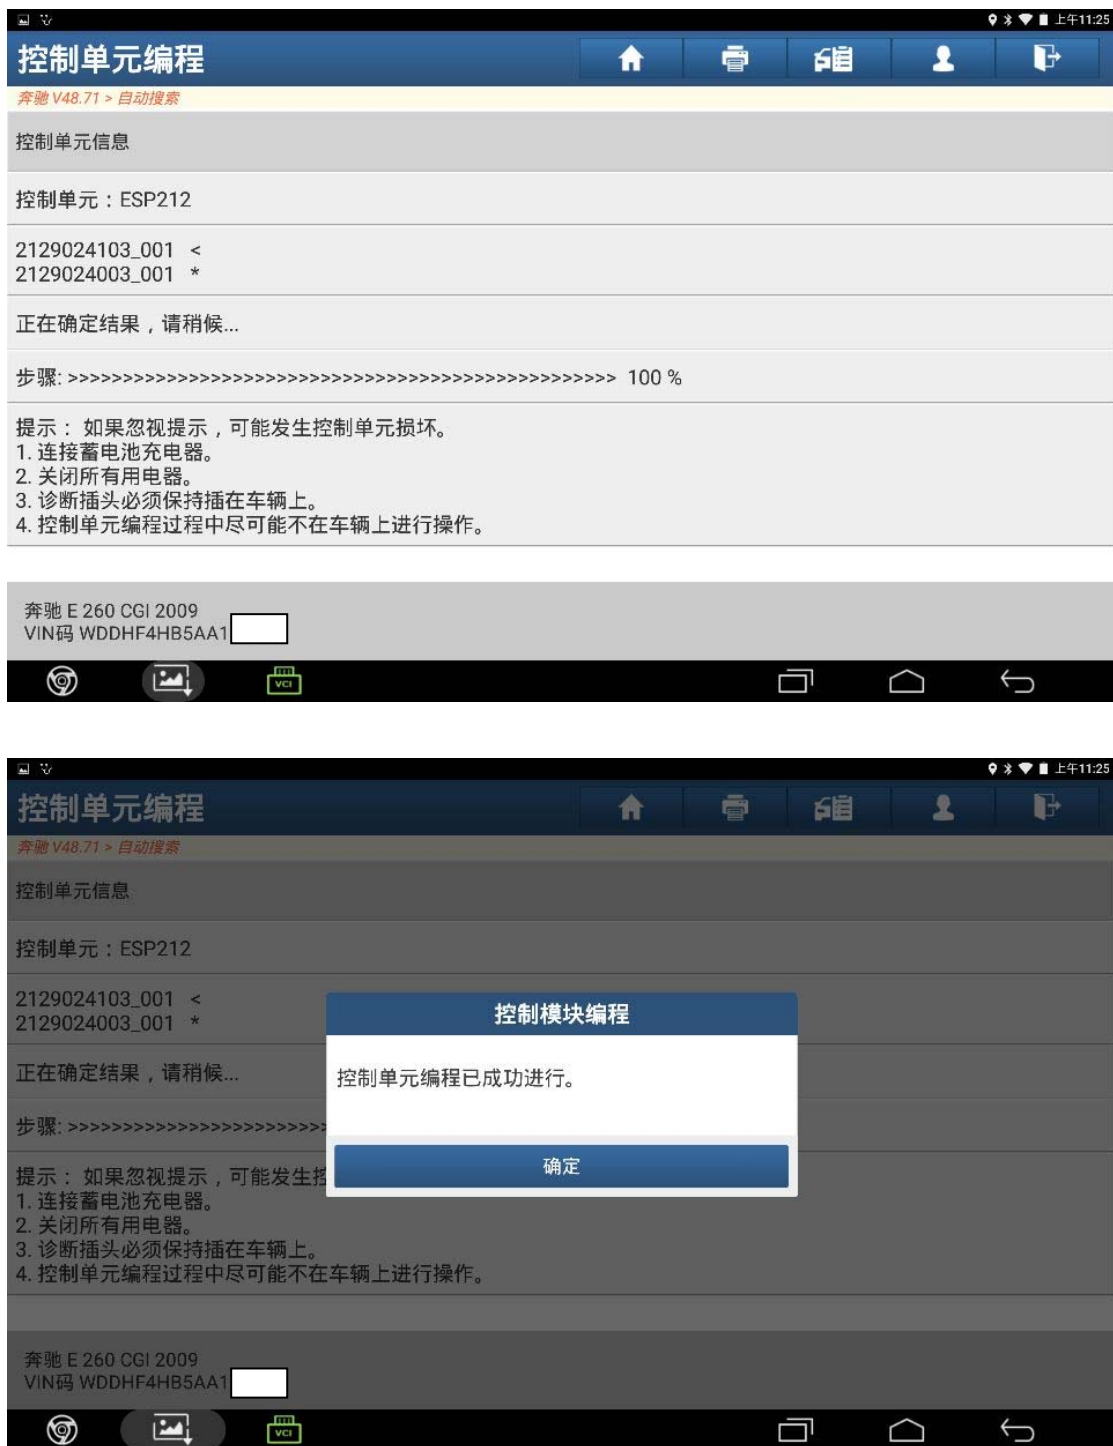 上午11:25
控制单元编程
奔驰 V48.71 > 自动搜索
控制单元信息
控制单元：ESP212
2129024103_001 <
2129024003_001 *
正在确定结果，请稍候...
步骤: >>>>>>>>>>>>>>>>>>>>>>>>>>>>>>>>>>>>>>>>>>>>>>>>>> 100 %
提示： 如果忽视提示，可能发生控制单元损坏。
1. 连接蓄电池充电器。
2. 关闭所有用电器。
3. 诊断插头必须保持插在车辆上。
4. 控制单元编程过程中尽可能不在车辆上进行操作。
奔驰 E 260 CGI 2009
VIN码 WDDHF4HB5AA1
VCI
上午11:25
控制单元编程
奔驰 V48.71 > 自动搜索
控制单元信息
控制单元：ESP212
2129024103_001 <
2129024003_001 *
控制模块编程
正在确定结果，请稍候...
控制单元编程已成功进行。
步骤: >>>>>>>>>>>>>>>>>>>>>>>>
确定
提示： 如果忽视提示，可能发生控
1. 连接蓄电池充电器。
2. 关闭所有用电器。
3. 诊断插头必须保持插在车辆上。
4. 控制单元编程过程中尽可能不在车辆上进行操作。
奔驰 E 260 CGI 2009
VIN码 WDDHF4HB5AA1
VCI